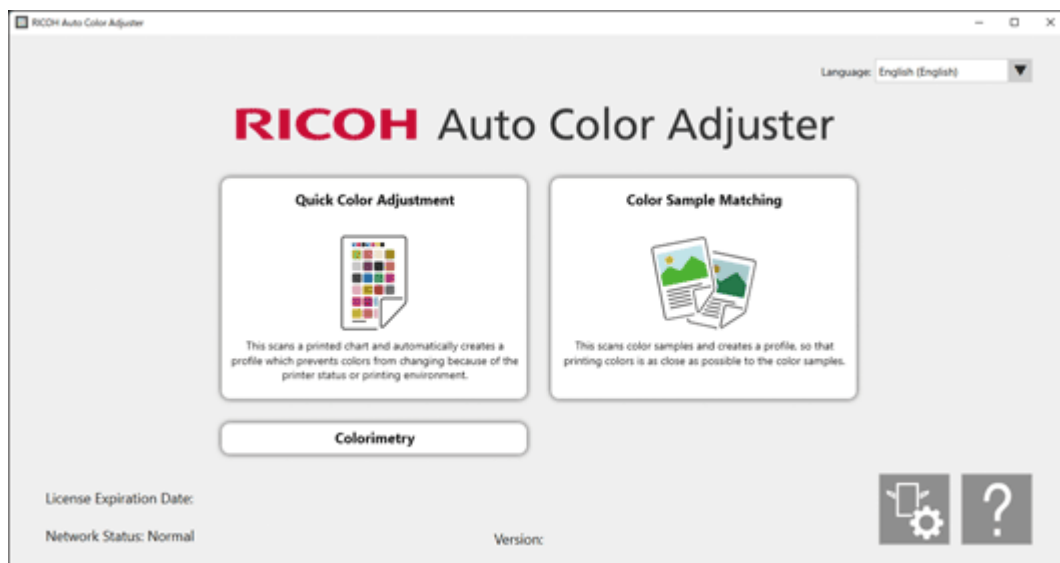 RICOH Auto Color Adjuster
Language: English (English)
RICOH Auto Color Adjuster
Quick Color Adjustment
This scans a printed chart and automatically creates a
profile which prevents colors from changing because of the
printer status or printing environment.
Color Sample Matching
This scans color samples and creates a profile, so that
printing colors is as close as possible to the color samples.
Colorimetry
License Expiration Date:
Network Status: Normal
Version:
?